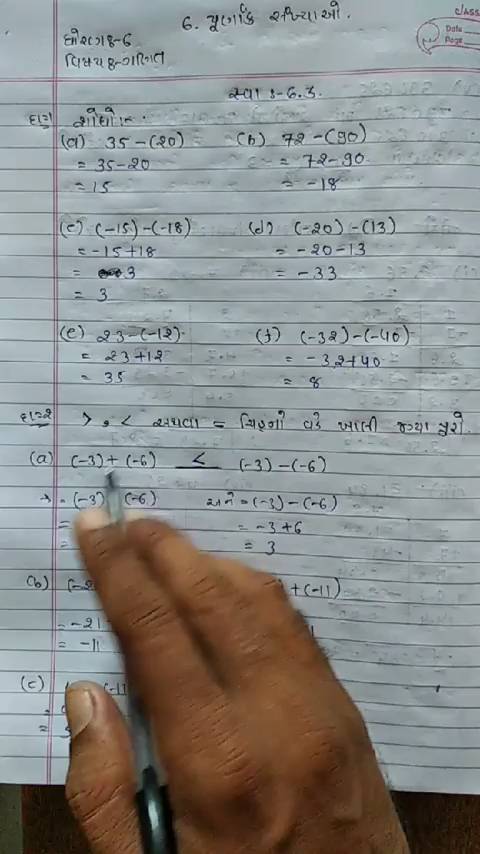 CLASS
Date
Page
6. પૂર્ણાંક સંખ્યાઓ.
ધોરણ:-6
વિષય:-ગણિત
સ્વા :-6.3
દા:-1 શોધો:
(a) 35-(20) (b) 72-(90)
= 35-20 = 72-90
= 15 = -18
(c) (-15)-(-18) (d) (-20)-(13)
= -15+18 = -20-13
= 3 = -33
= 3
(e) 23-(-12) (f) (-32)-(-40)
= 23+12 = -32+40
= 35 = 8
દા:-2 >, < અથવા = ચિહ્નનો વડે ખાલી જગ્યા પૂરો.
(a) (-3)+(-6) < (-3)-(-6)
= (-3) (-6) અને = (-3)-(-6)
= = -3+6
= = 3
(b) +(-11)
= -21
= -11
(c) (-11
=
=